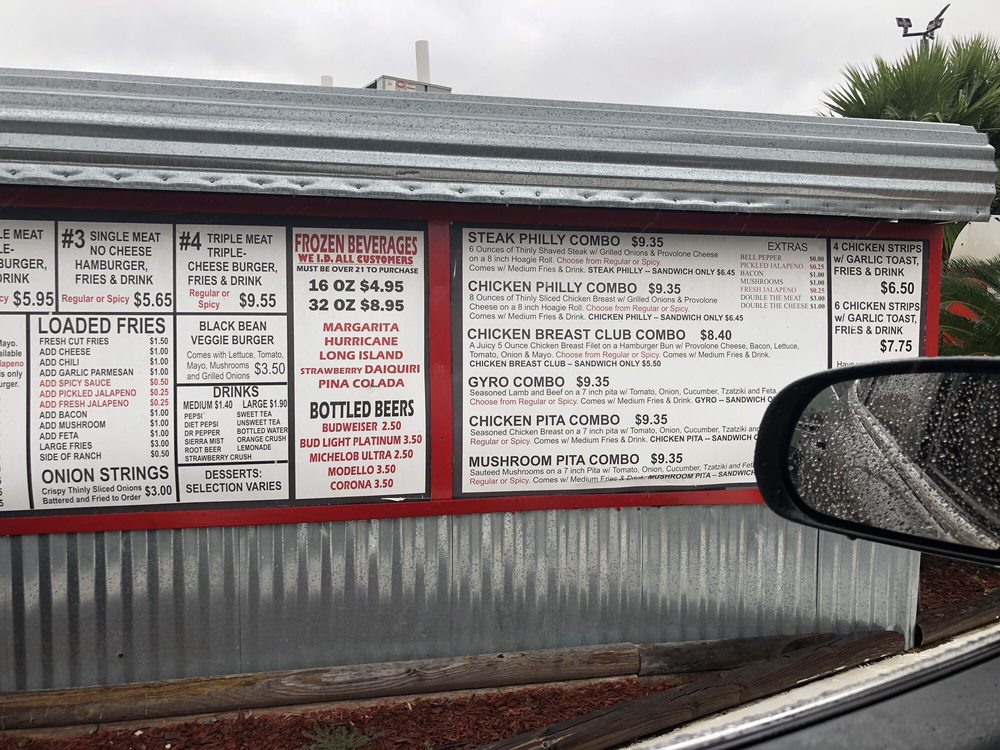 LE MEAT
LE-
BURGER,
DRINK
cy $5.95
#3 SINGLE MEAT
NO CHEESE
HAMBURGER,
FRIES & DRINK
Regular or Spicy $5.65
#4 TRIPLE MEAT
TRIPLE-
CHEESE BURGER,
FRIES & DRINK
Regular or
Spicy $9.55
Mayo.
ailable
lapeno
is only
urger.
LOADED FRIES
FRESH CUT FRIES $1.50
ADD CHEESE $1.00
ADD CHILI $1.00
ADD GARLIC PARMESAN $1.00
ADD SPICY SAUCE $0.50
ADD PICKLED JALAPENO $0.25
ADD FRESH JALAPENO $0.25
ADD BACON $1.00
ADD MUSHROOM $1.00
ADD FETA $1.00
LARGE FRIES $3.00
SIDE OF RANCH $0.50
ONION STRINGS
Crispy Thinly Sliced Onions
Battered and Fried to Order $3.00
BLACK BEAN
VEGGIE BURGER
Comes with Lettuce, Tomato,
Mayo, Mushrooms
and Grilled Onions $3.50
DRINKS
MEDIUM $1.40 LARGE $1.90
PEPSI
DIET PEPSI
DR PEPPER
SIERRA MIST
ROOT BEER
STRAWBERRY CRUSH
SWEET TEA
UNSWEET TEA
BOTTLED WATER
ORANGE CRUSH
LEMONADE
DESSERTS:
SELECTION VARIES
FROZEN BEVERAGES
WE I.D. ALL CUSTOMERS
MUST BE OVER 21 TO PURCHASE
16 OZ $4.95
32 OZ $8.95
MARGARITA
HURRICANE
LONG ISLAND
STRAWBERRY DAIQUIRI
PINA COLADA
BOTTLED BEERS
BUDWEISER 2.50
BUD LIGHT PLATINUM 3.50
MICHELOB ULTRA 2.50
MODELLO 3.50
CORONA 3.50
STEAK PHILLY COMBO $9.35
6 Ounces of Thinly Shaved Steak w/ Grilled Onions & Provolone Cheese
on a 8 inch Hoagie Roll. Choose from Regular or Spicy.
Comes w/ Medium Fries & Drink. STEAK PHILLY -- SANDWICH ONLY $6.45
CHICKEN PHILLY COMBO $9.35
8 Ounces of Thinly Sliced Chicken Breast w/ Grilled Onions & Provolone
Cheese on a 8 inch Hoagie Roll. Choose from Regular or Spicy.
Comes w/ Medium Fries & Drink. CHICKEN PHILLY – SANDWICH ONLY $6.45
CHICKEN BREAST CLUB COMBO $8.40
A Juicy 5 Ounce Chicken Breast Filet on a Hamburger Bun w/ Provolone Cheese, Bacon, Lettuce,
Tomato, Onion & Mayo. Choose from Regular or Spicy. Comes w/ Medium Fries & Drink.
CHICKEN BREAST CLUB – SANDWICH ONLY $5.50
GYRO COMBO $9.35
Seasoned Lamb and Beef on a 7 inch pita w/ Tomato, Onion, Cucumber, Tzatziki and Feta
Choose from Regular or Spicy. Comes w/ Medium Fries & Drink. GYRO – SANDWICH O
CHICKEN PITA COMBO $9.35
Seasoned Chicken Breast on a 7 inch pita w/ Tomato, Onion, Cucumber, Tzatziki an
Regular or Spicy. Comes w/ Medium Fries & Drink. CHICKEN PITA – SANDWICH O
MUSHROOM PITA COMBO $9.35
Sauteed Mushrooms on a 7 inch Pita w/ Tomato, Onion, Cucumber, Tzatziki and Feta
Regular or Spicy. Comes w/ Medium Fries & Drink. MUSHROOM PITA – SANDWICH
EXTRAS
BELL PEPPER $0.00
PICKLED JALAPENO $0.25
BACON $1.00
MUSHROOMS $1.00
FRESH JALAPENO $0.25
DOUBLE THE MEAT $3.00
DOUBLE THE CHEESE $1.00
4 CHICKEN STRIPS
w/ GARLIC TOAST,
FRIES & DRINK
$6.50
6 CHICKEN STRIPS
w/ GARLIC TOAST,
FRIES & DRINK
$7.75